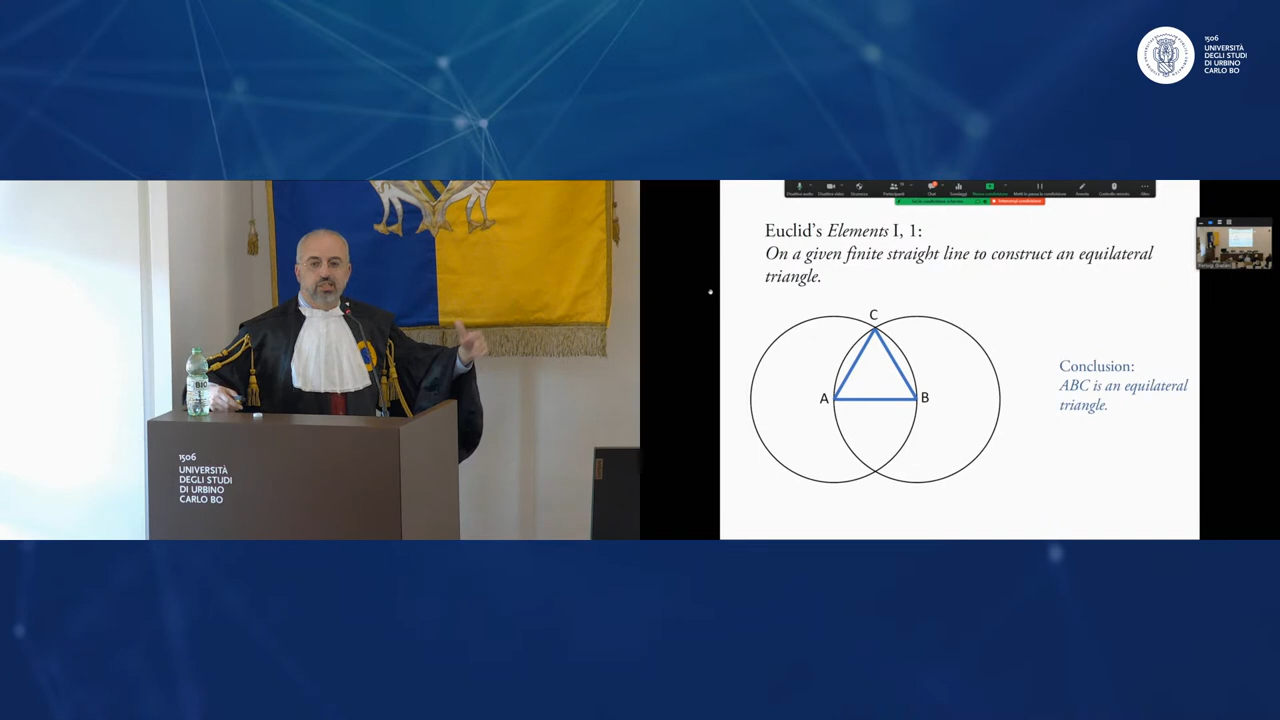 1506
UNIVERSITÀ
DEGLI STUDI
DI URBINO
CARLO BO
BIO
1506
UNIVERSITÀ
DEGLI STUDI
DI URBINO
CARLO BO
Euclid's Elements I, 1:
On a given finite straight line to construct an equilateral
triangle.
C
A
B
Conclusion:
ABC is an equilateral
triangle.